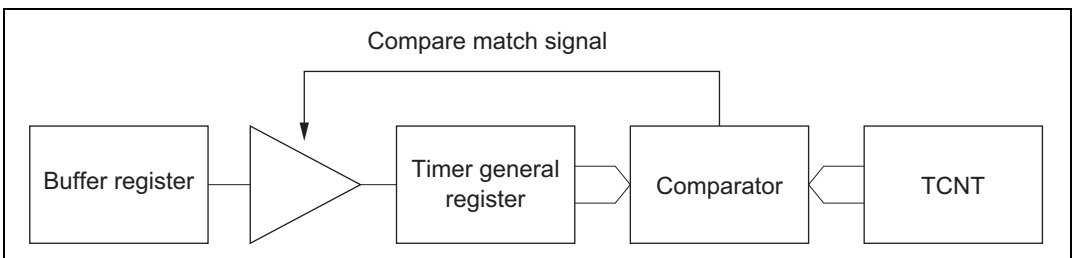 Compare match signal
Buffer register
Timer general
register
Comparator
TCNT